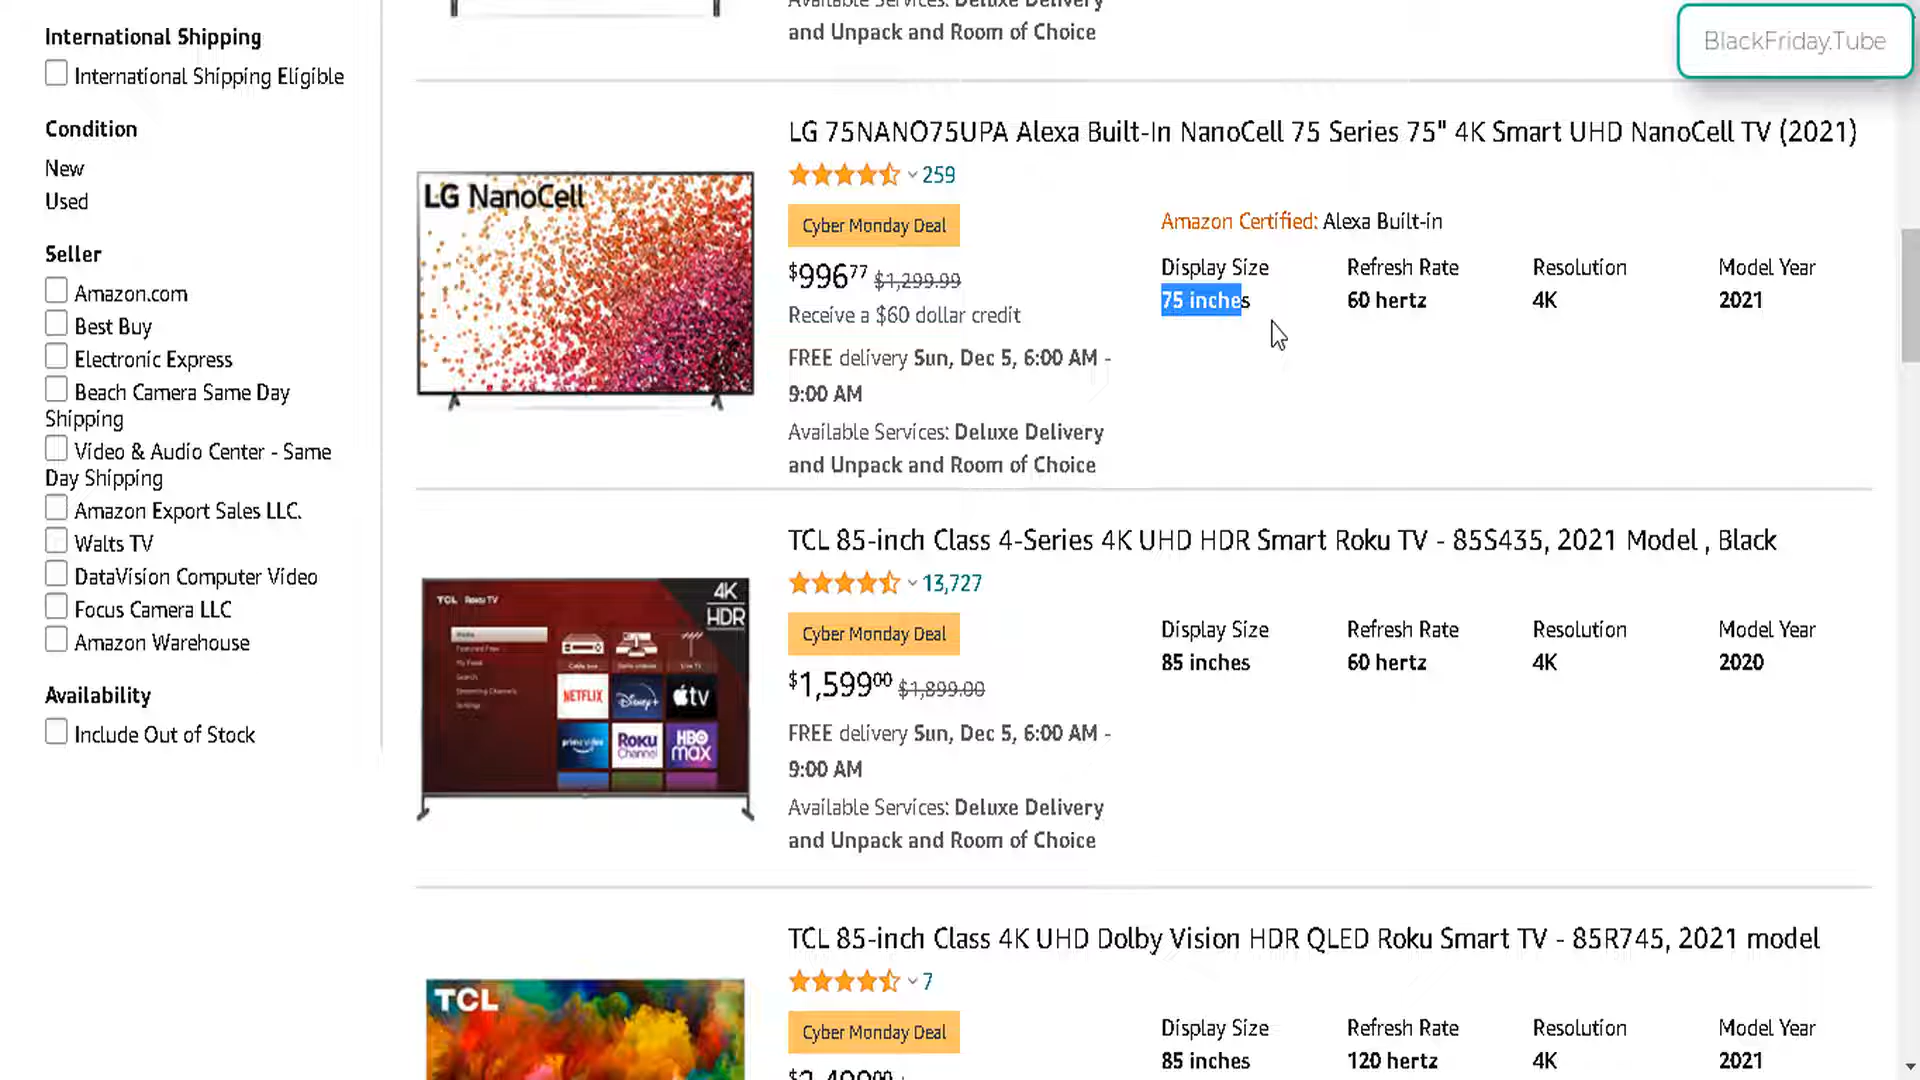 International Shipping
International Shipping Eligible
Condition
New
Used
Seller
Amazon.com
Best Buy
Electronic Express
Beach Camera Same Day
Shipping
Video & Audio Center - Same
Day Shipping
Amazon Export Sales LLC.
Walts TV
DataVision Computer Video
Focus Camera LLC
Amazon Warehouse
Availability
Include Out of Stock
Available Services: Deluxe Delivery
and Unpack and Room of Choice
BlackFriday.Tube
LG NanoCell
LG 75NANO75UPA Alexa Built-In NanoCell 75 Series 75" 4K Smart UHD NanoCell TV (2021)
259
Cyber Monday Deal
$996.77 $1,299.99
Receive a $60 dollar credit
FREE delivery Sun, Dec 5, 6:00 AM -
9:00 AM
Available Services: Deluxe Delivery
and Unpack and Room of Choice
Amazon Certified: Alexa Built-in
Display Size Refresh Rate Resolution Model Year
75 inches 60 hertz 4K 2021
TCL Roku TV
4K
HDR
NETFLIX Disney+ tv
prime video Roku Channel HBO max
TCL 85-inch Class 4-Series 4K UHD HDR Smart Roku TV - 85S435, 2021 Model , Black
13,727
Cyber Monday Deal
$1,599.00 $1,899.00
FREE delivery Sun, Dec 5, 6:00 AM -
9:00 AM
Available Services: Deluxe Delivery
and Unpack and Room of Choice
Display Size Refresh Rate Resolution Model Year
85 inches 60 hertz 4K 2020
TCL
TCL 85-inch Class 4K UHD Dolby Vision HDR QLED Roku Smart TV - 85R745, 2021 model
7
Cyber Monday Deal
Display Size Refresh Rate Resolution Model Year
85 inches 120 hertz 4K 2021